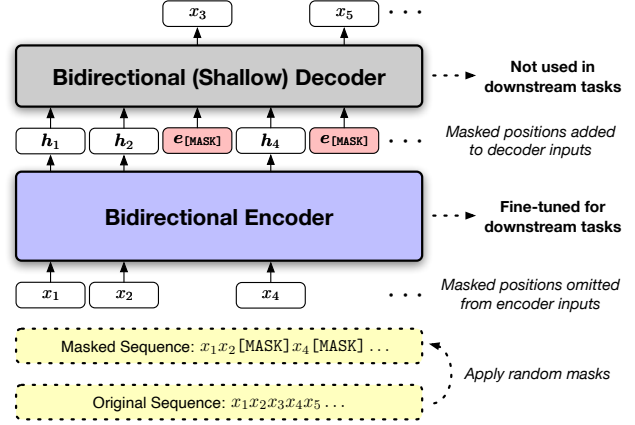 x3 x5 · · ·
Bidirectional (Shallow) Decoder
Not used in
downstream tasks
h1 h2 e[MASK] h4 e[MASK] · · ·
Masked positions added
to decoder inputs
Bidirectional Encoder
Fine-tuned for
downstream tasks
x1 x2 x4 · · ·
Masked positions omitted
from encoder inputs
Masked Sequence: x1x2[MASK]x4[MASK] ...
Apply random masks
Original Sequence: x1x2x3x4x5 ...